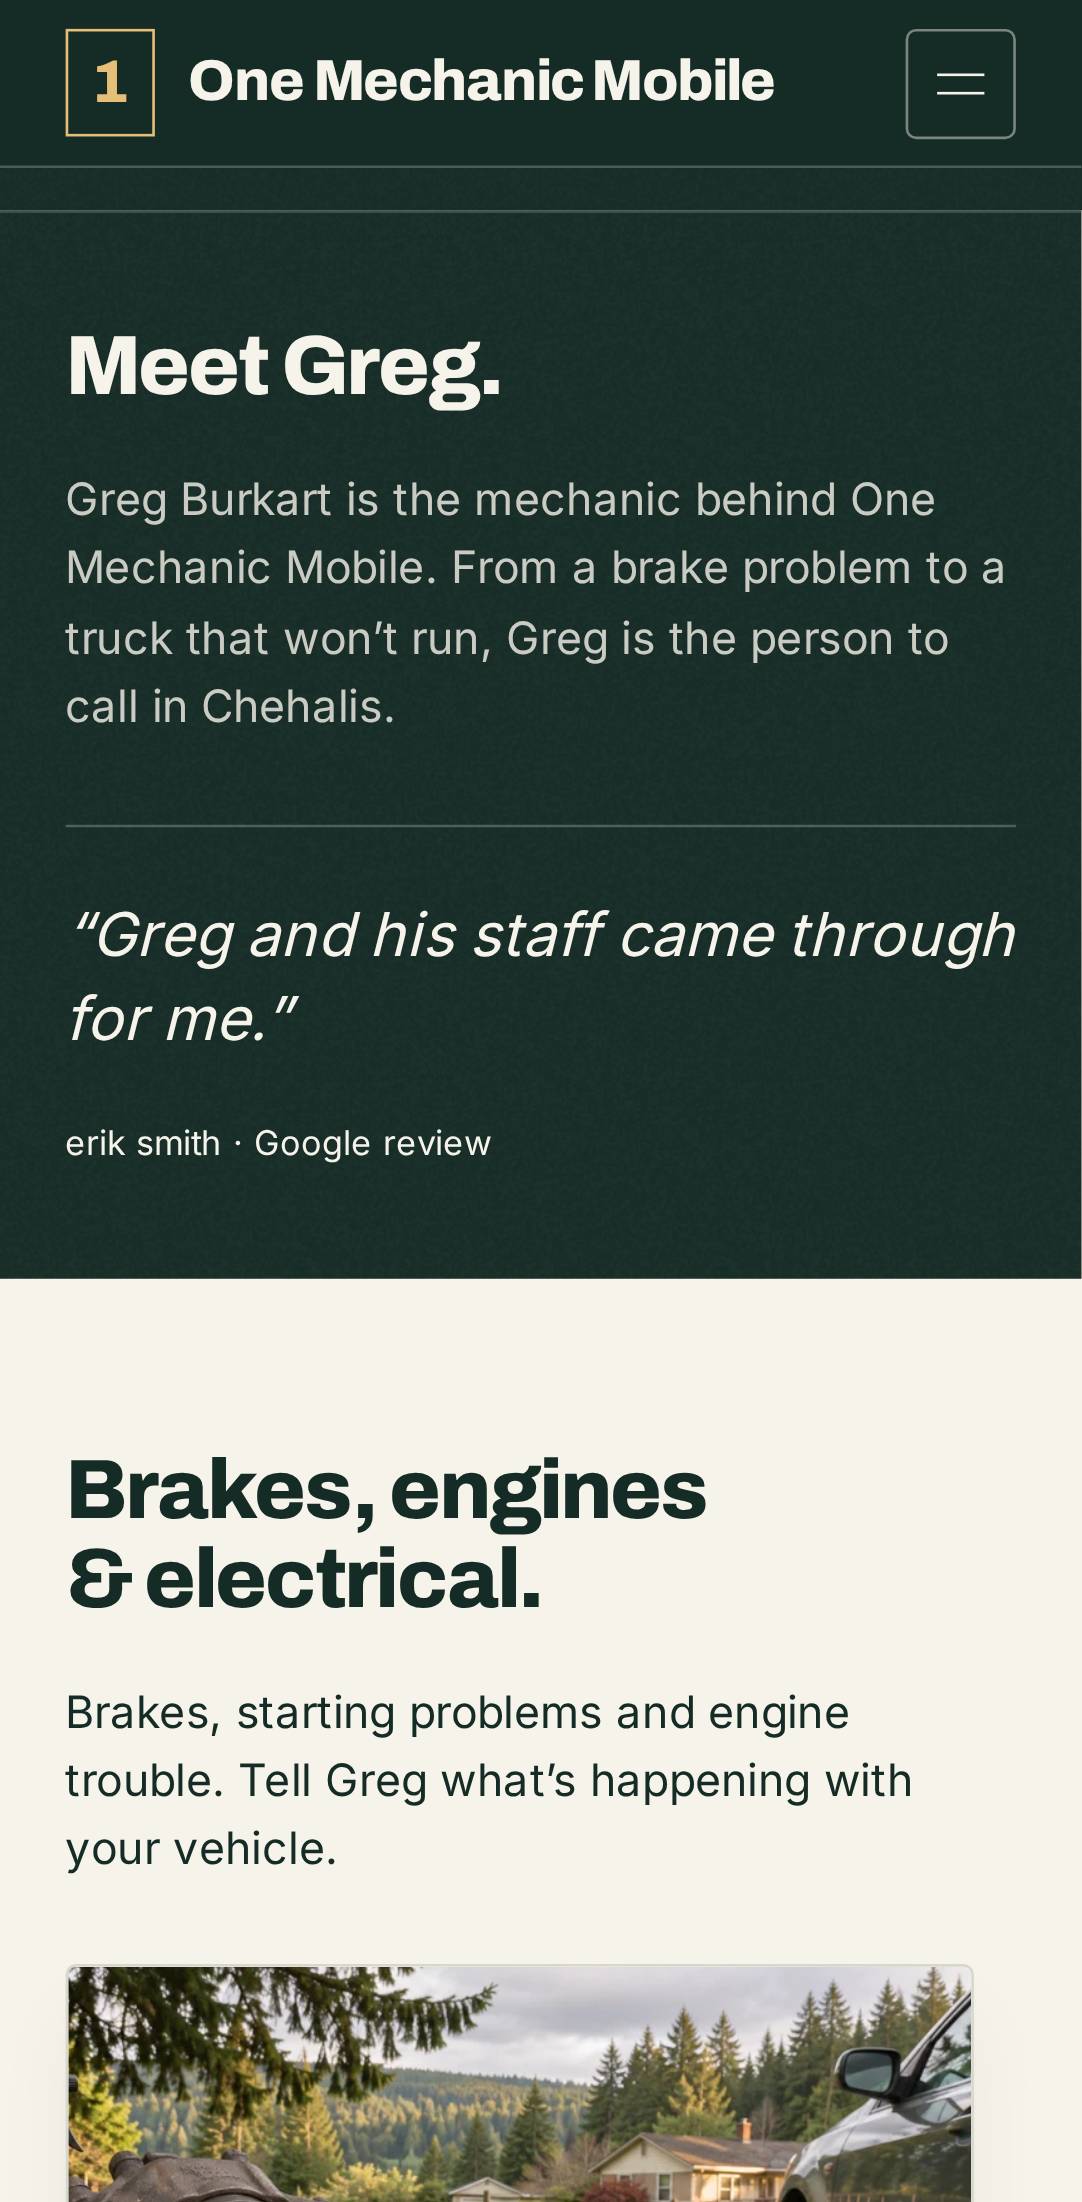 1 One Mechanic Mobile
Meet Greg.
Greg Burkart is the mechanic behind One
Mechanic Mobile. From a brake problem to a
truck that won’t run, Greg is the person to
call in Chehalis.
“Greg and his staff came through
for me.”
erik smith · Google review
Brakes, engines
& electrical.
Brakes, starting problems and engine
trouble. Tell Greg what’s happening with
your vehicle.